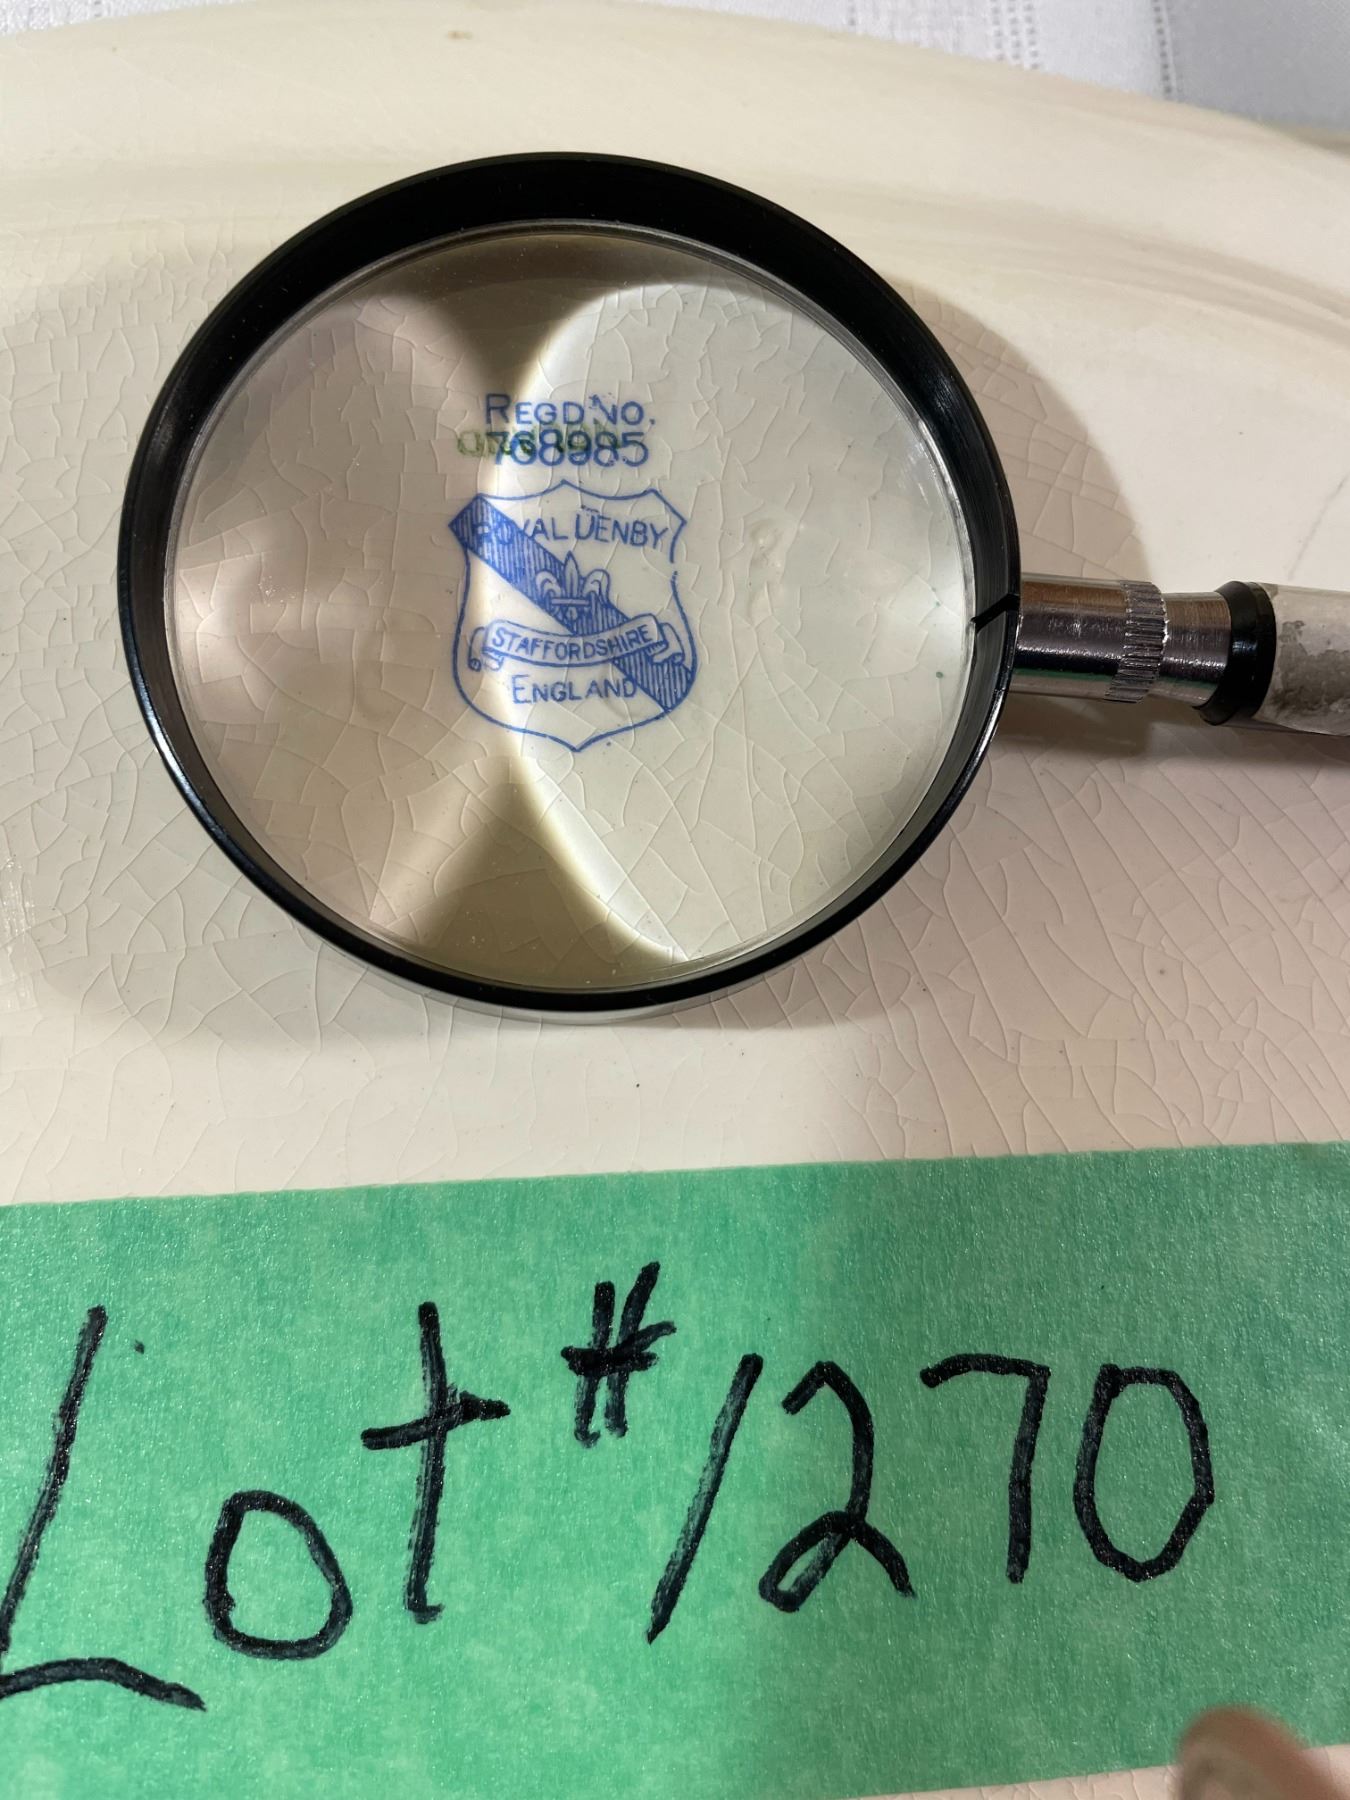 REGD NO.
768985
ROYAL DENBY
STAFFORDSHIRE
ENGLAND
Lot #1270